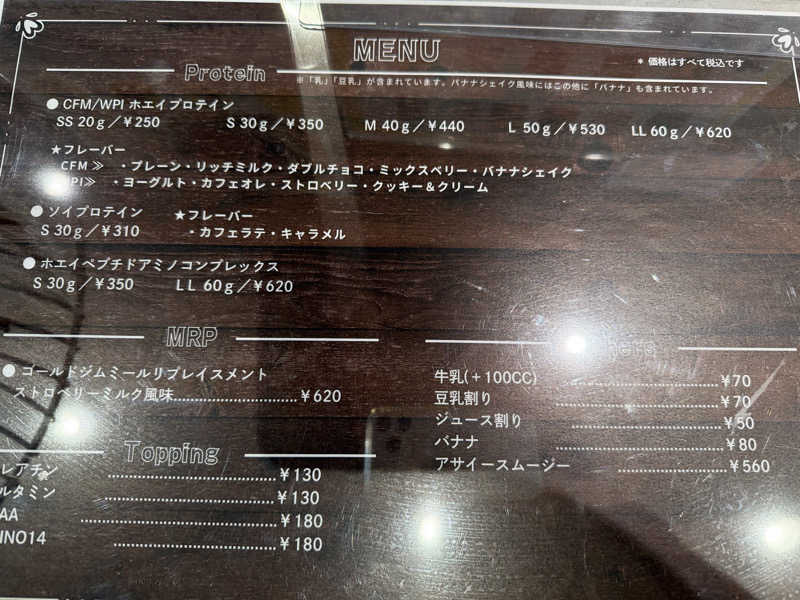 MENU
* 価格はすべて税込です
Protein
※「乳」「豆乳」が含まれています。バナナシェイク風味にはこの他に「バナナ」も含まれています。
● CFM/WPI ホエイプロテイン
SS 20g／¥250 S 30g／¥350 M 40g／¥440 L 50g／¥530 LL 60g／¥620
★フレーバー
CFM ≫ ・プレーン・リッチミルク・ダブルチョコ・ミックスベリー・バナナシェイク
PI≫ ・ヨーグルト・カフェオレ・ストロベリー・クッキー＆クリーム
● ソイプロテイン ★フレーバー
S 30g／¥310 ・カフェラテ・キャラメル
● ホエイペプチドアミノコンプレックス
S 30g／¥350 LL 60g／¥620
MRP
● ゴールドジムミールリプレイスメント
ストロベリーミルク風味 ¥620
Topping
レアチン ¥130
ルタミン ¥130
AA ¥180
INO14 ¥180
牛乳(＋100CC) ¥70
豆乳割り ¥70
ジュース割り ¥50
バナナ ¥80
アサイースムージー ¥560